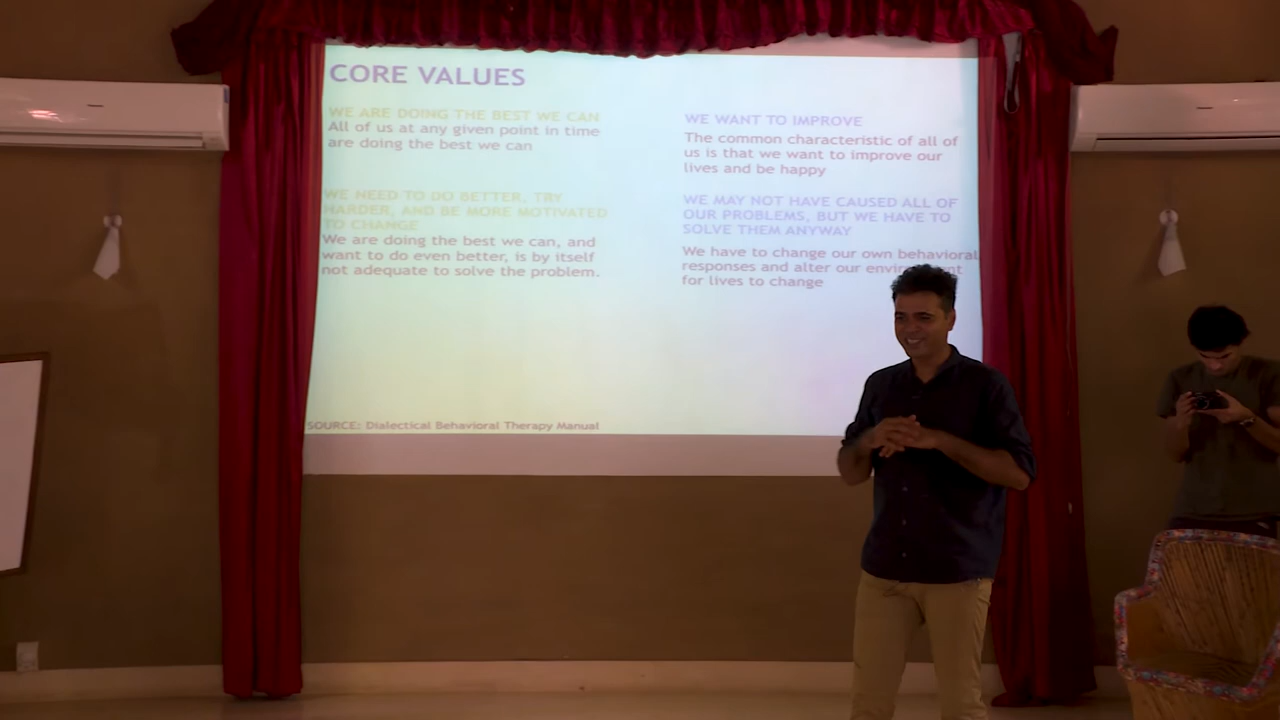 CORE VALUES
WE ARE DOING THE BEST WE CAN
All of us at any given point in time
are doing the best we can
WE NEED TO DO BETTER, TRY
HARDER, AND BE MORE MOTIVATED
TO CHANGE
We are doing the best we can, and
want to do even better, is by itself
not adequate to solve the problem.
WE WANT TO IMPROVE
The common characteristic of all of
us is that we want to improve our
lives and be happy
WE MAY NOT HAVE CAUSED ALL OF
OUR PROBLEMS, BUT WE HAVE TO
SOLVE THEM ANYWAY
We have to change our own behavioral
responses and alter our
for lives to change
SOURCE: Dialectical Behavioral Therapy Manual